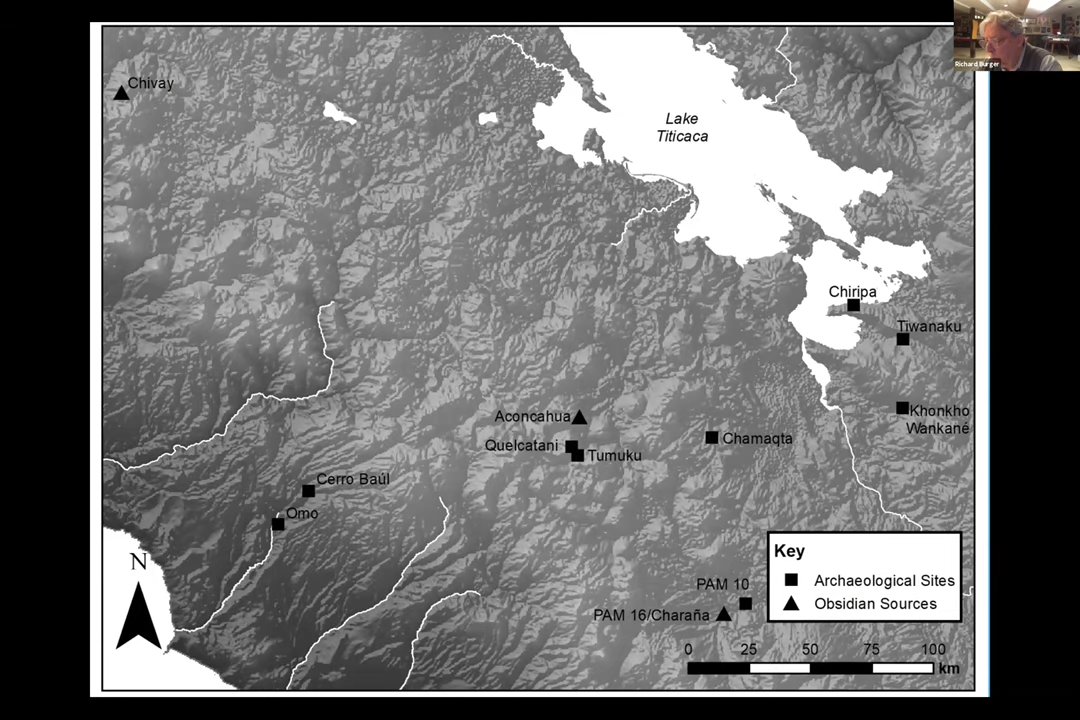 Richard Burger
Chivay
Lake
Titicaca
Chiripa
Tiwanaku
Khonkho
Wankané
Aconcahua
Quelcatani
Tumuku
Chamaqta
Cerro Baúl
Omo
N
PAM 10
PAM 16/Charaña
Key
Archaeological Sites
Obsidian Sources
0 25 50 75 100
km